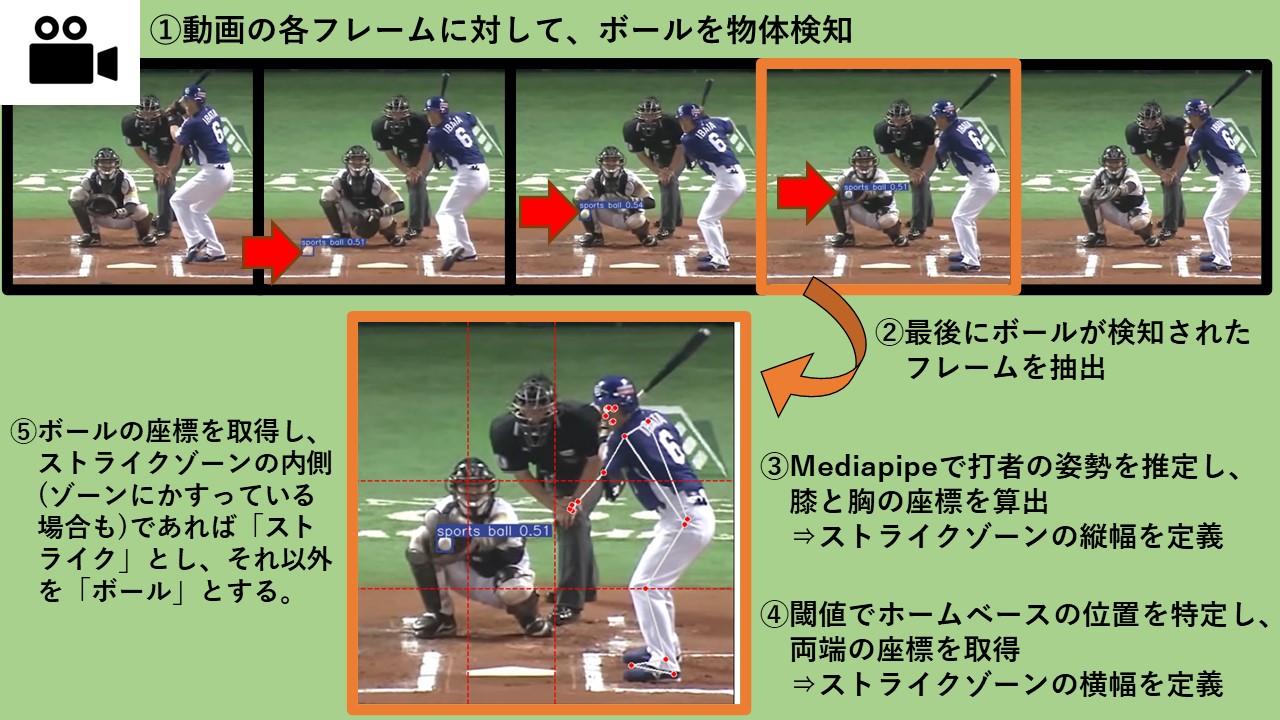 ①動画の各フレームに対して、ボールを物体検知
IBATA
6
sports ball 0.51
IBATA
6
sports ball 0.54
IBATA
6
sports ball 0.51
6
6
②最後にボールが検知された
フレームを抽出
sports ball 0.51
6
⑤ボールの座標を取得し、
ストライクゾーンの内側
(ゾーンにかすっている
場合も)であれば「スト
ライク」とし、それ以外
を「ボール」とする。
③Mediapipeで打者の姿勢を推定し、
膝と胸の座標を算出
⇒ストライクゾーンの縦幅を定義
④閾値でホームベースの位置を特定し、
両端の座標を取得
⇒ストライクゾーンの横幅を定義